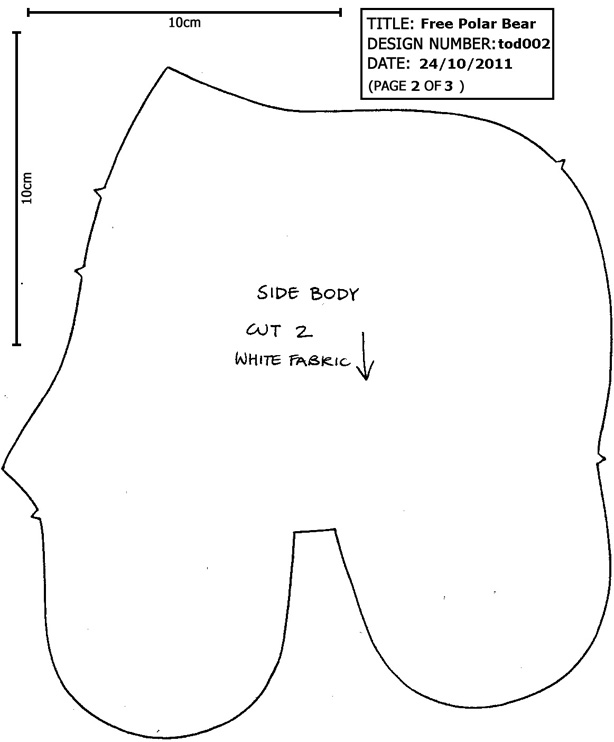 10cm
TITLE: Free Polar Bear
DESIGN NUMBER: tod002
DATE: 24/10/2011
(PAGE 2 OF 3 )
10cm
SIDE BODY
CUT 2
WHITE FABRIC